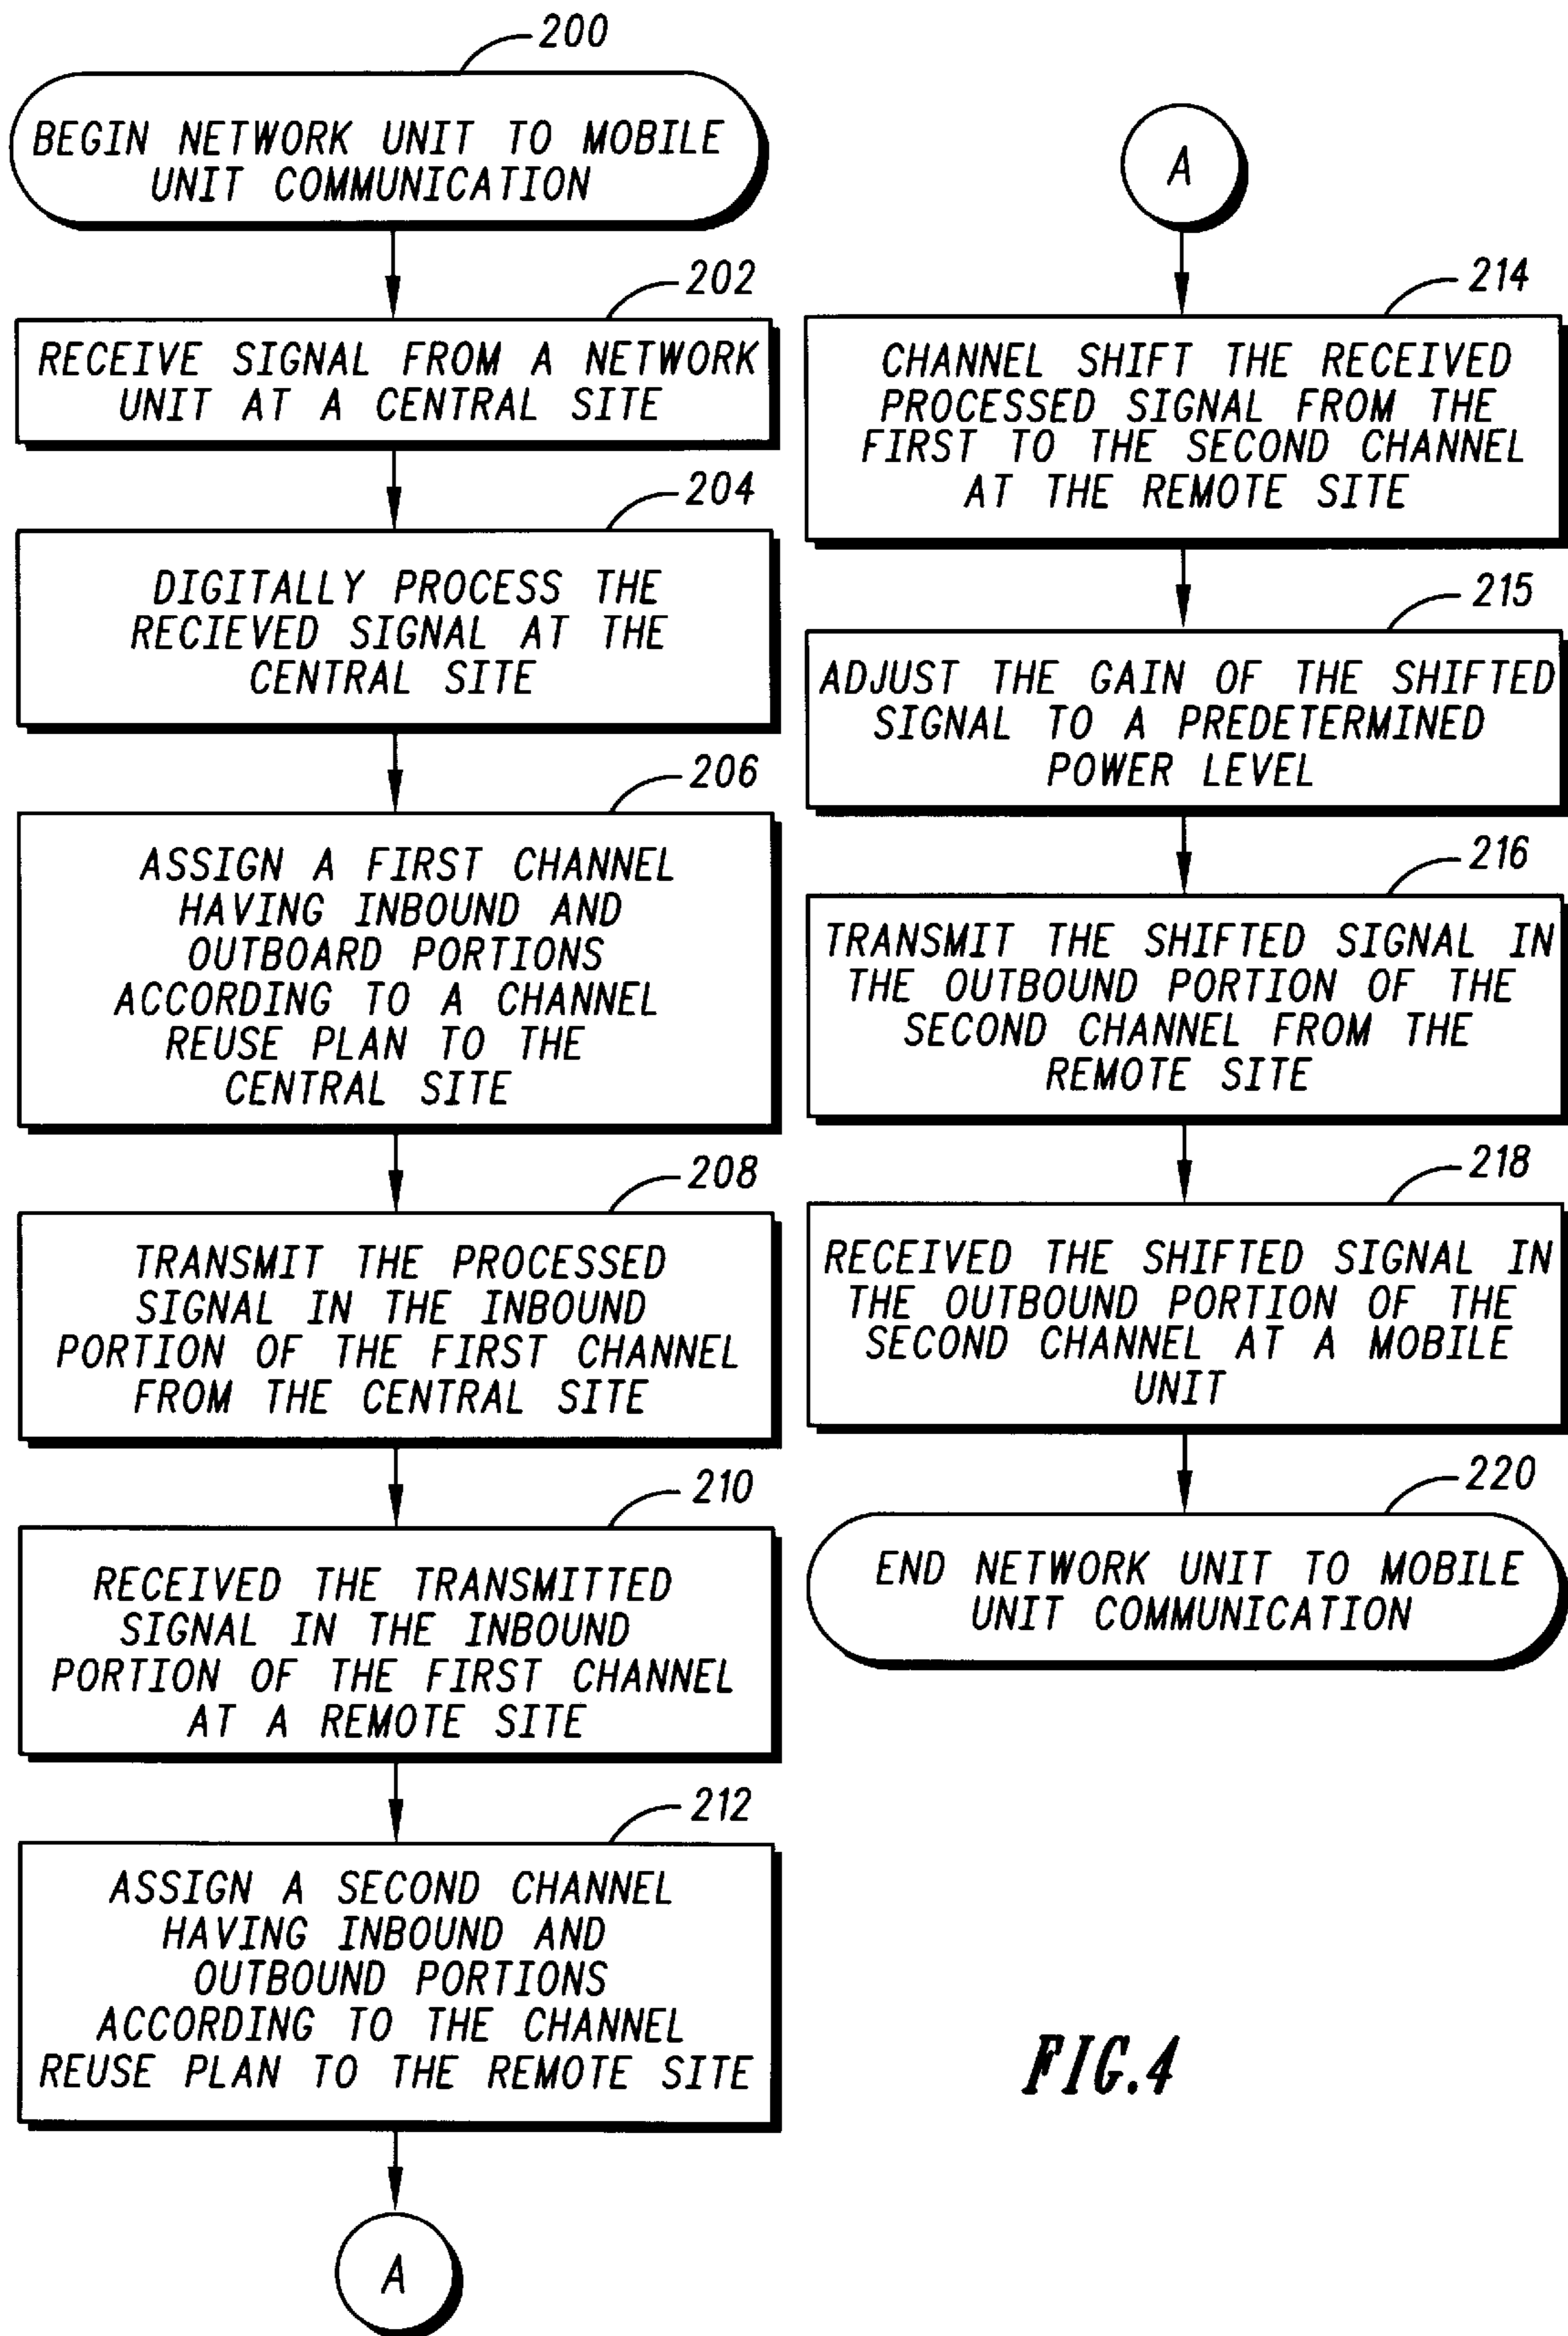 200
BEGIN NETWORK UNIT TO MOBILE
UNIT COMMUNICATION
202
RECEIVE SIGNAL FROM A NETWORK
UNIT AT A CENTRAL SITE
204
DIGITALLY PROCESS THE
RECIEVED SIGNAL AT THE
CENTRAL SITE
206
ASSIGN A FIRST CHANNEL
HAVING INBOUND AND
OUTBOARD PORTIONS
ACCORDING TO A CHANNEL
REUSE PLAN TO THE
CENTRAL SITE
208
TRANSMIT THE PROCESSED
SIGNAL IN THE INBOUND
PORTION OF THE FIRST CHANNEL
FROM THE CENTRAL SITE
210
RECEIVED THE TRANSMITTED
SIGNAL IN THE INBOUND
PORTION OF THE FIRST CHANNEL
AT A REMOTE SITE
212
ASSIGN A SECOND CHANNEL
HAVING INBOUND AND
OUTBOUND PORTIONS
ACCORDING TO THE CHANNEL
REUSE PLAN TO THE REMOTE SITE
A
A
214
CHANNEL SHIFT THE RECEIVED
PROCESSED SIGNAL FROM THE
FIRST TO THE SECOND CHANNEL
AT THE REMOTE SITE
215
ADJUST THE GAIN OF THE SHIFTED
SIGNAL TO A PREDETERMINED
POWER LEVEL
216
TRANSMIT THE SHIFTED SIGNAL IN
THE OUTBOUND PORTION OF THE
SECOND CHANNEL FROM THE
REMOTE SITE
218
RECEIVED THE SHIFTED SIGNAL IN
THE OUTBOUND PORTION OF THE
SECOND CHANNEL AT A MOBILE
UNIT
220
END NETWORK UNIT TO MOBILE
UNIT COMMUNICATION
FIG.4